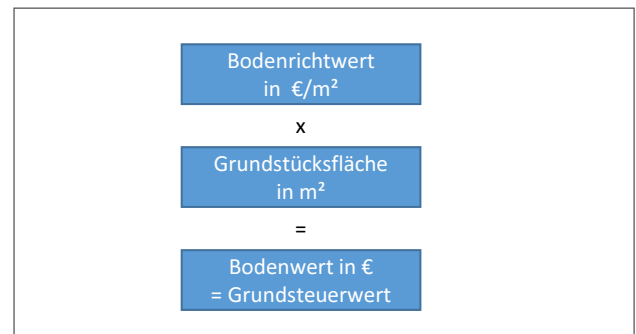 Bodenrichtwert
in €/m²
x
Grundstücksfläche
in m²
=
Bodenwert in €
= Grundsteuerwert